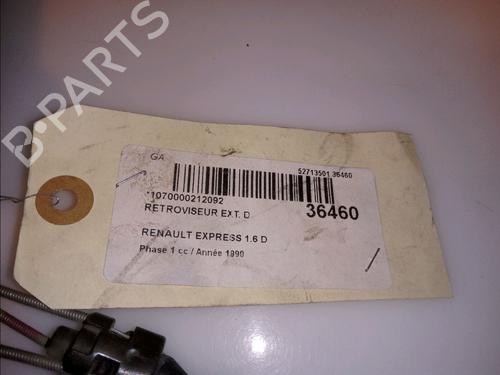 B-PARTS
GA
52713501 36460
*1070000212092
RETROVISEUR EXT. D
36460
RENAULT EXPRESS 1.6 D
Phase 1 cc / Année 1990